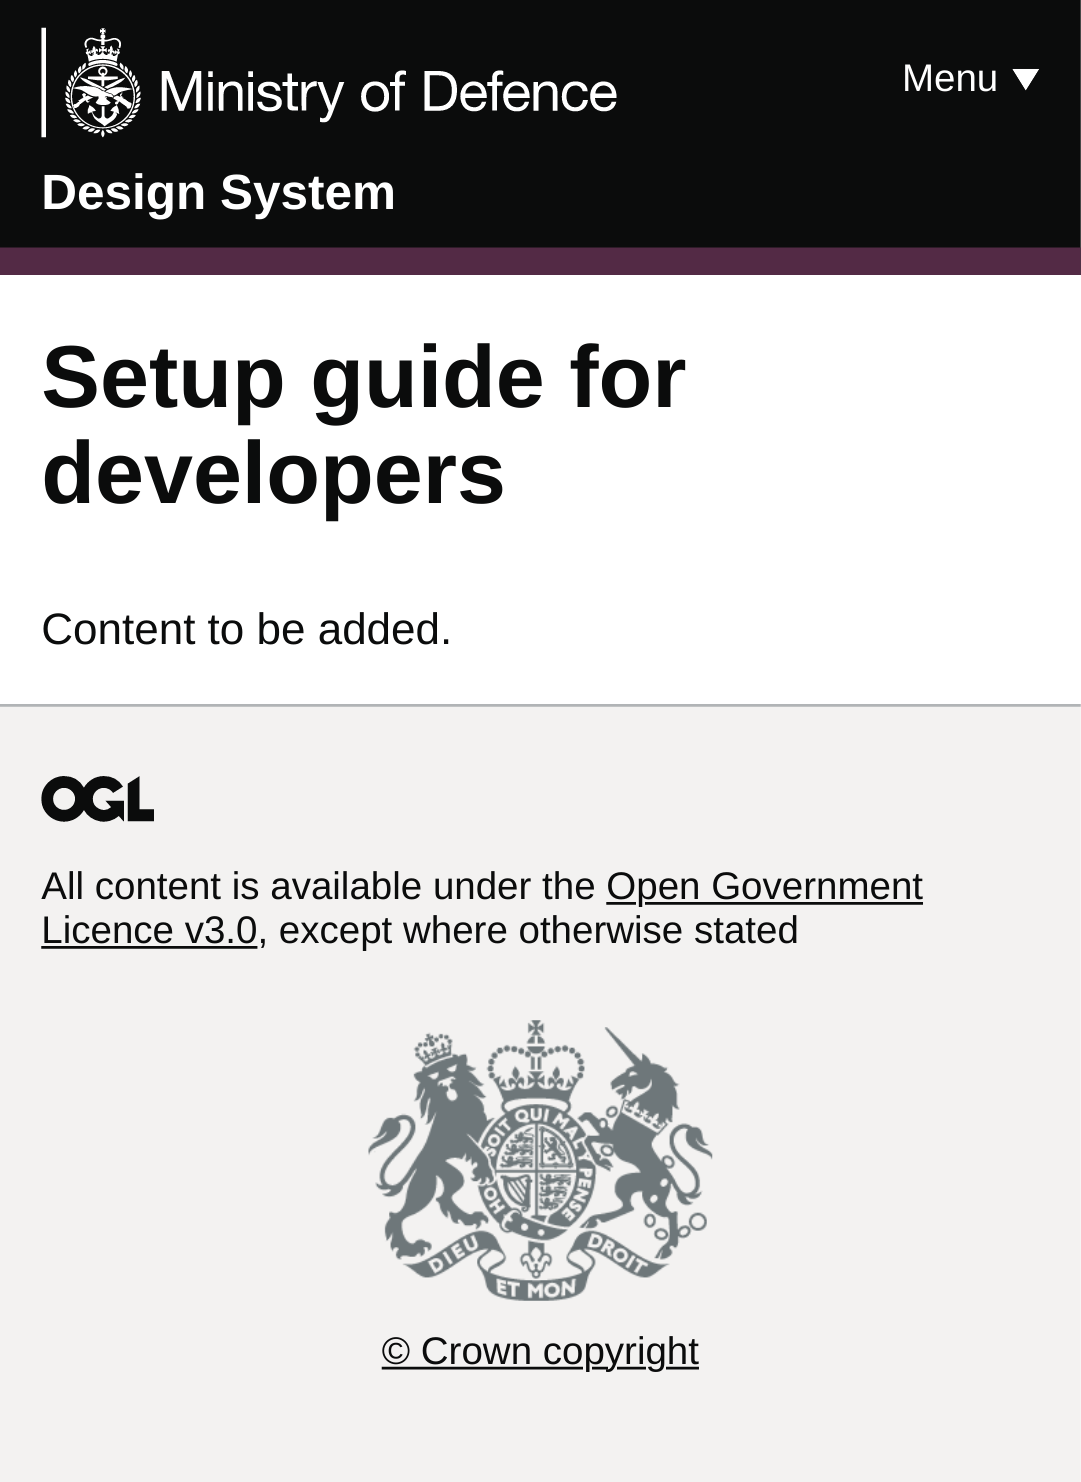 Ministry of Defence
Menu ▼
Design System
Setup guide for
developers
Content to be added.
OGL
All content is available under the Open Government
Licence v3.0, except where otherwise stated
SOIT QUI MAL Y PENSE
HO
DIEU ET MON DROIT
© Crown copyright